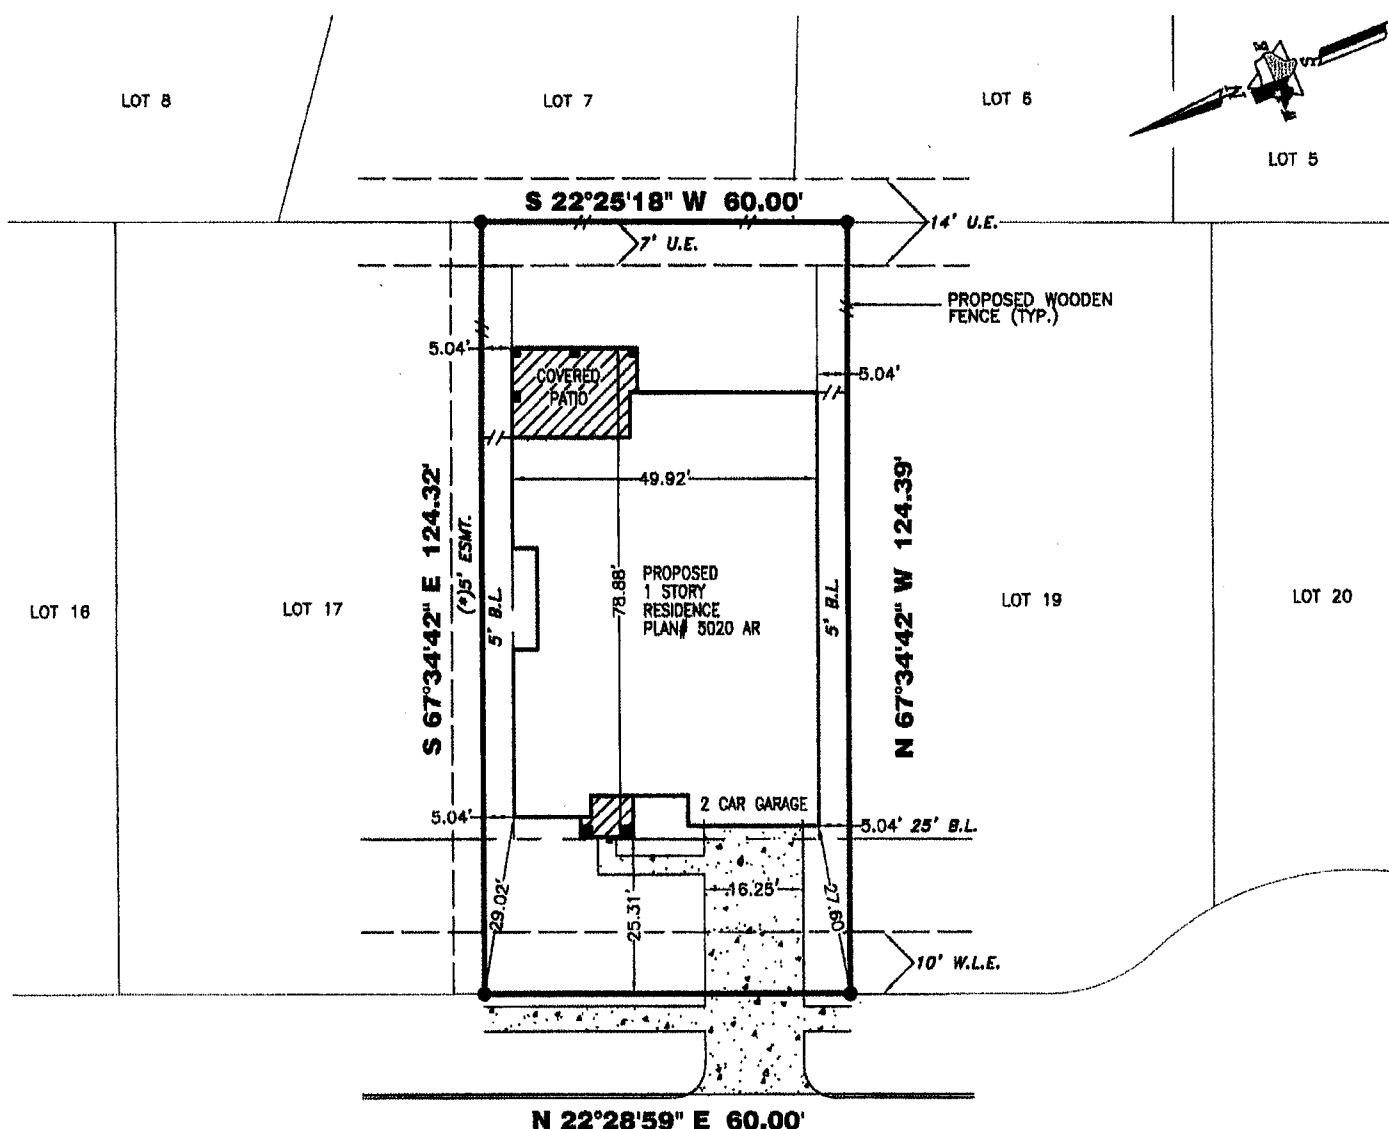 LOT 8
LOT 7
LOT 6
LOT 5
E
S
N
W
S 22°25'18" W 60.00'
14' U.E.
7' U.E.
PROPOSED WOODEN
FENCE (TYP.)
5.04'
COVERED
PATIO
5.04'
49.92'
S 67°34'42" E 124.32'
(*)5' ESMT.
5' B.L.
78.88'
PROPOSED
1 STORY
RESIDENCE
PLAN# 5020 AR
5' B.L.
N 67°34'42" W 124.39'
LOT 16
LOT 17
LOT 19
LOT 20
2 CAR GARAGE
5.04'
5.04' 25' B.L.
29.02'
25.31'
16.25'
27.60'
10' W.L.E.
N 22°28'59" E 60.00'